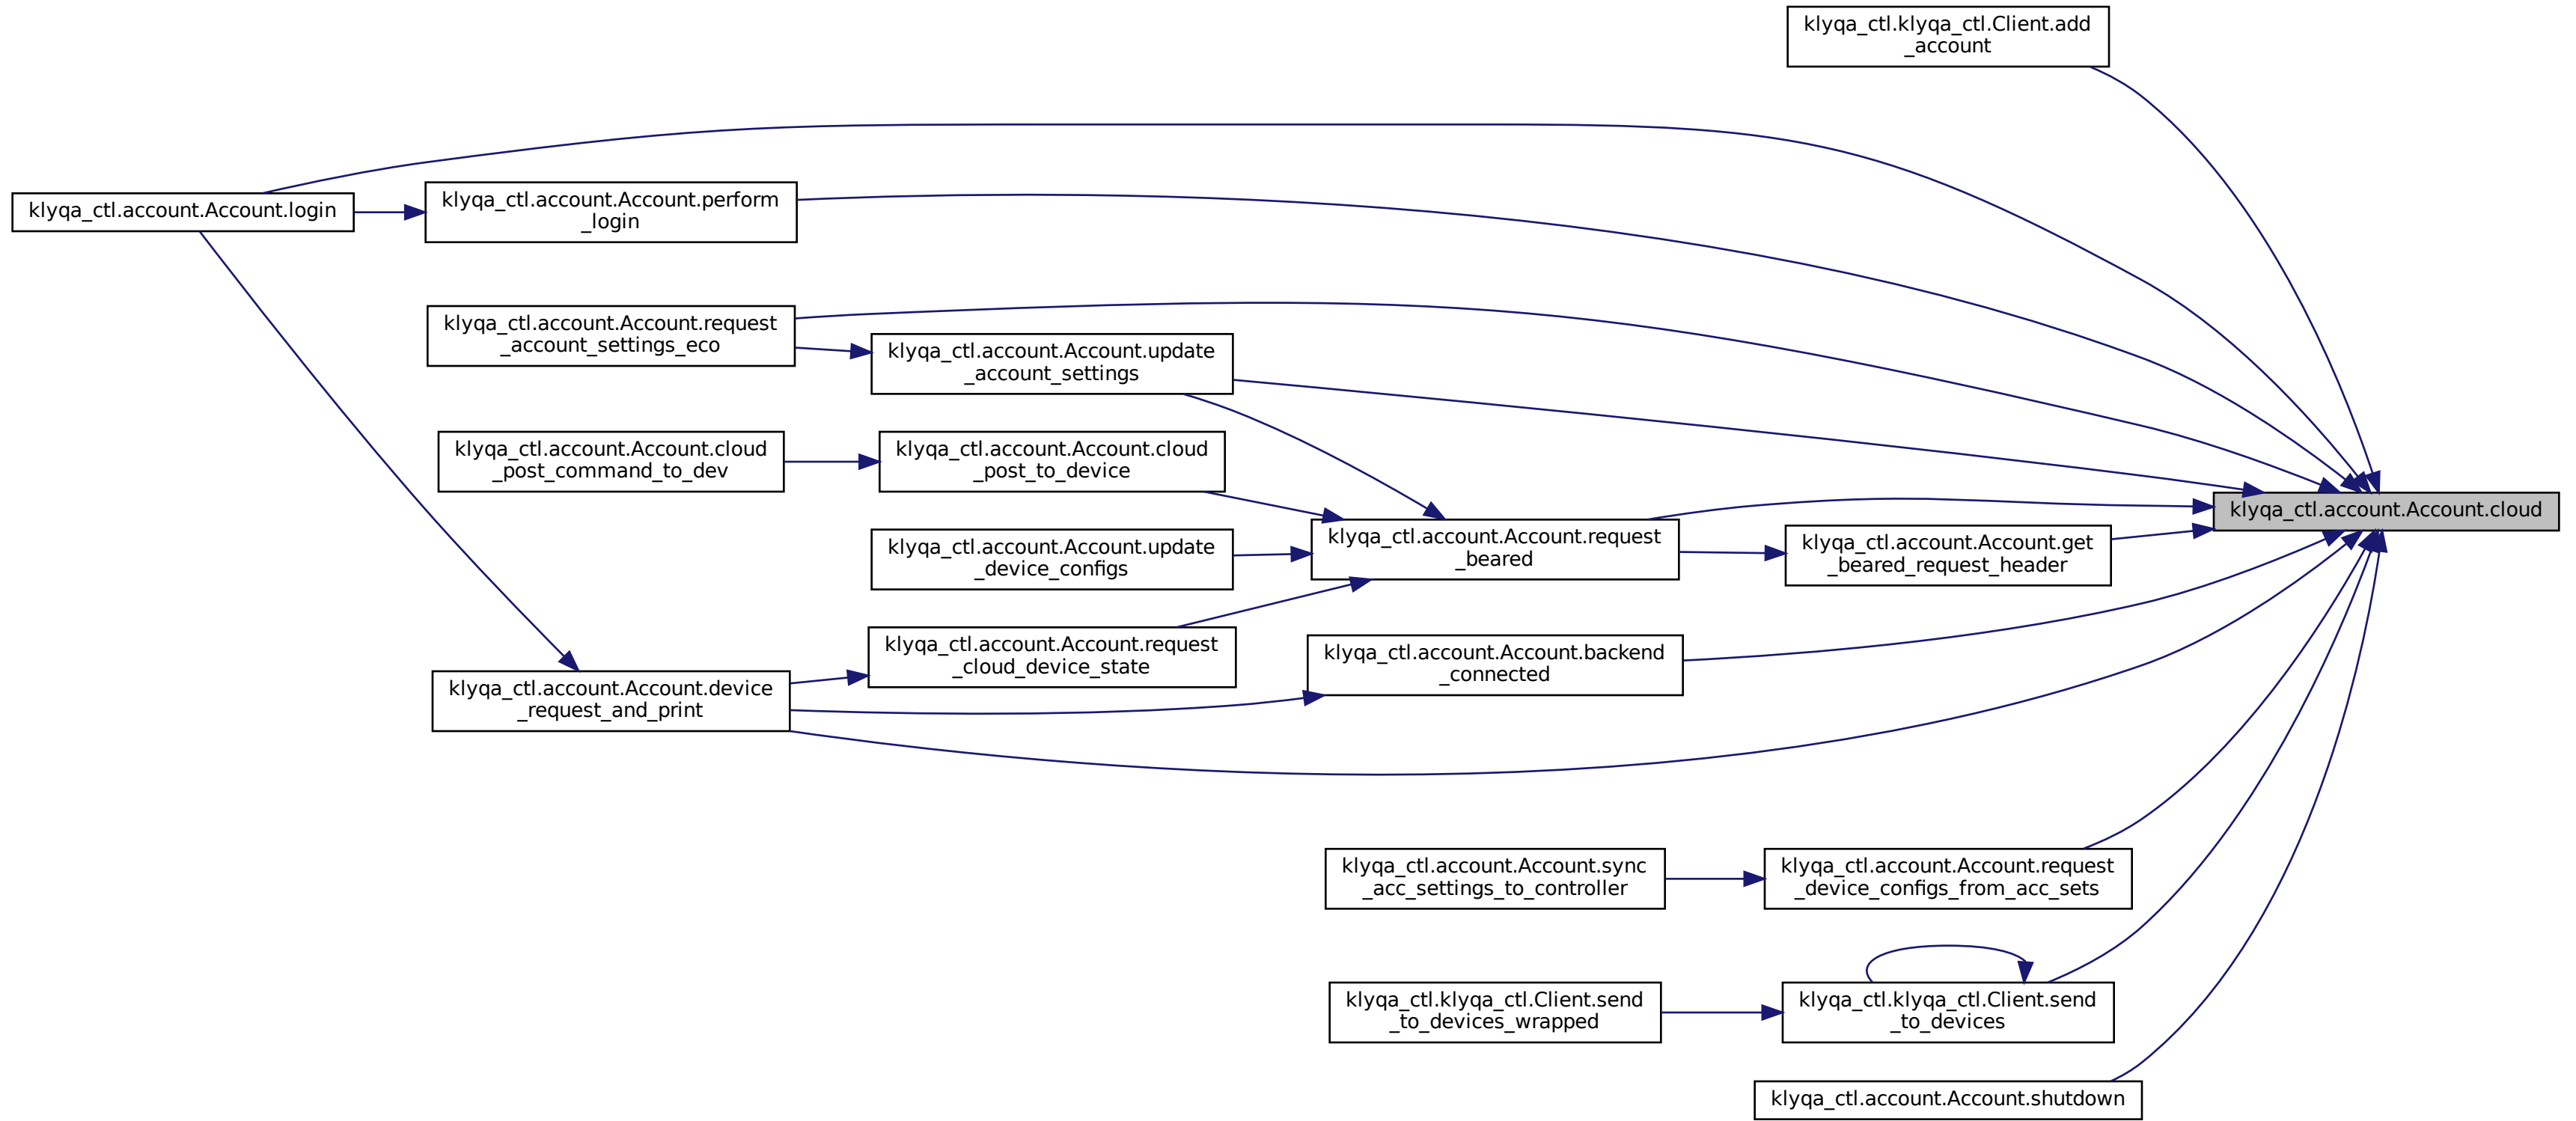 klyqa_ctl.klyqa_ctl.Client.add
_account
klyqa_ctl.account.Account.login
klyqa_ctl.account.Account.perform
_login
klyqa_ctl.account.Account.request
_account_settings_eco
klyqa_ctl.account.Account.update
_account_settings
klyqa_ctl.account.Account.cloud
_post_command_to_dev
klyqa_ctl.account.Account.cloud
_post_to_device
klyqa_ctl.account.Account.cloud
klyqa_ctl.account.Account.update
_device_configs
klyqa_ctl.account.Account.request
_beared
klyqa_ctl.account.Account.get
_beared_request_header
klyqa_ctl.account.Account.request
_cloud_device_state
klyqa_ctl.account.Account.backend
_connected
klyqa_ctl.account.Account.device
_request_and_print
klyqa_ctl.account.Account.sync
_acc_settings_to_controller
klyqa_ctl.account.Account.request
_device_configs_from_acc_sets
klyqa_ctl.klyqa_ctl.Client.send
_to_devices_wrapped
klyqa_ctl.klyqa_ctl.Client.send
_to_devices
klyqa_ctl.account.Account.shutdown